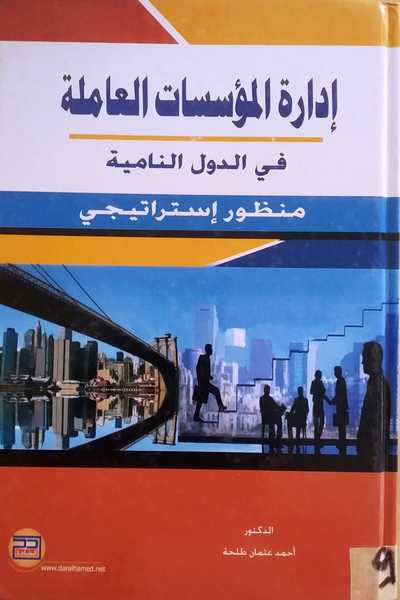 إدارة المؤسسات العاملة
في الدول النامية
منظور إستراتيجي
الدكتور
أحمد عثمان طلحة
www.daralhamed.net